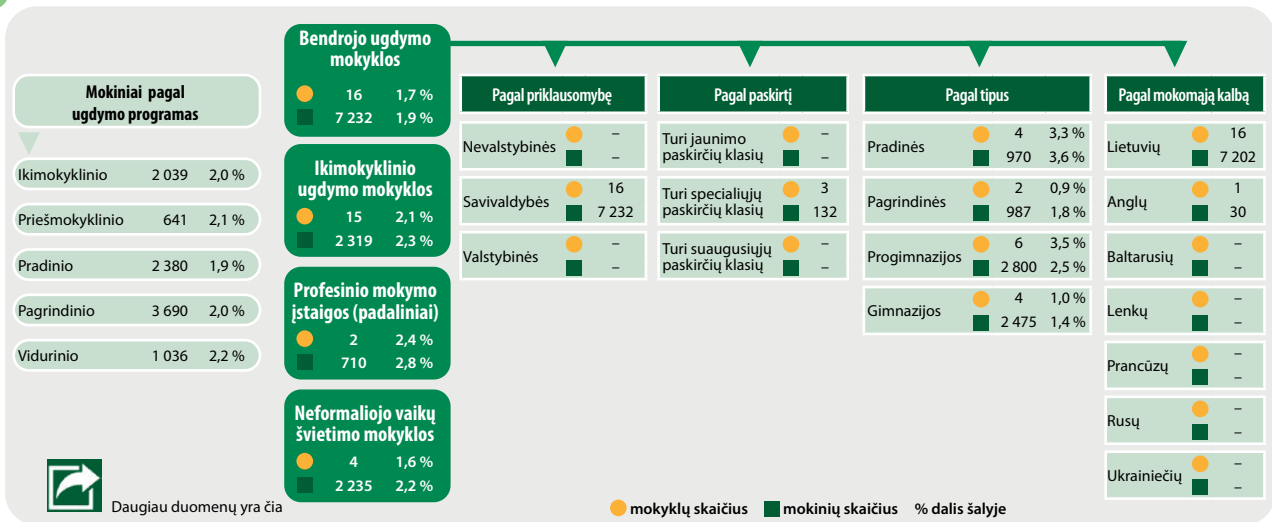 Mokiniai pagal
ugdymo programas
Ikimokyklinio 2 039 2,0 %
Priešmokyklinio 641 2,1 %
Pradinio 2 380 1,9 %
Pagrindinio 3 690 2,0 %
Vidurinio 1 036 2,2 %
Daugiau duomenų yra čia
Bendrojo ugdymo
mokyklos
16 1,7 %
7 232 1,9 %
Ikimokyklinio
ugdymo mokyklos
15 2,1 %
2 319 2,3 %
Profesinio mokymo
įstaigos (padaliniai)
2 2,4 %
710 2,8 %
Neformaliojo vaikų
švietimo mokyklos
4 1,6 %
2 235 2,2 %
Pagal priklausomybę
Nevalstybinės –
–
Savivaldybės 16
7 232
Valstybinės –
–
Pagal paskirtį
Turi jaunimo –
paskirčių klasių –
Turi specialiųjų 3
paskirčių klasių 132
Turi suaugusiųjų –
paskirčių klasių –
Pagal tipus
Pradinės 4 3,3 %
970 3,6 %
Pagrindinės 2 0,9 %
987 1,8 %
Progimnazijos 6 3,5 %
2 800 2,5 %
Gimnazijos 4 1,0 %
2 475 1,4 %
Pagal mokomąją kalbą
Lietuvių 16
7 202
Anglų 1
30
Baltarusių –
–
Lenkų –
–
Prancūzų –
–
Rusų –
–
Ukrainiečių –
–
mokyklų skaičius mokinių skaičius % dalis šalyje